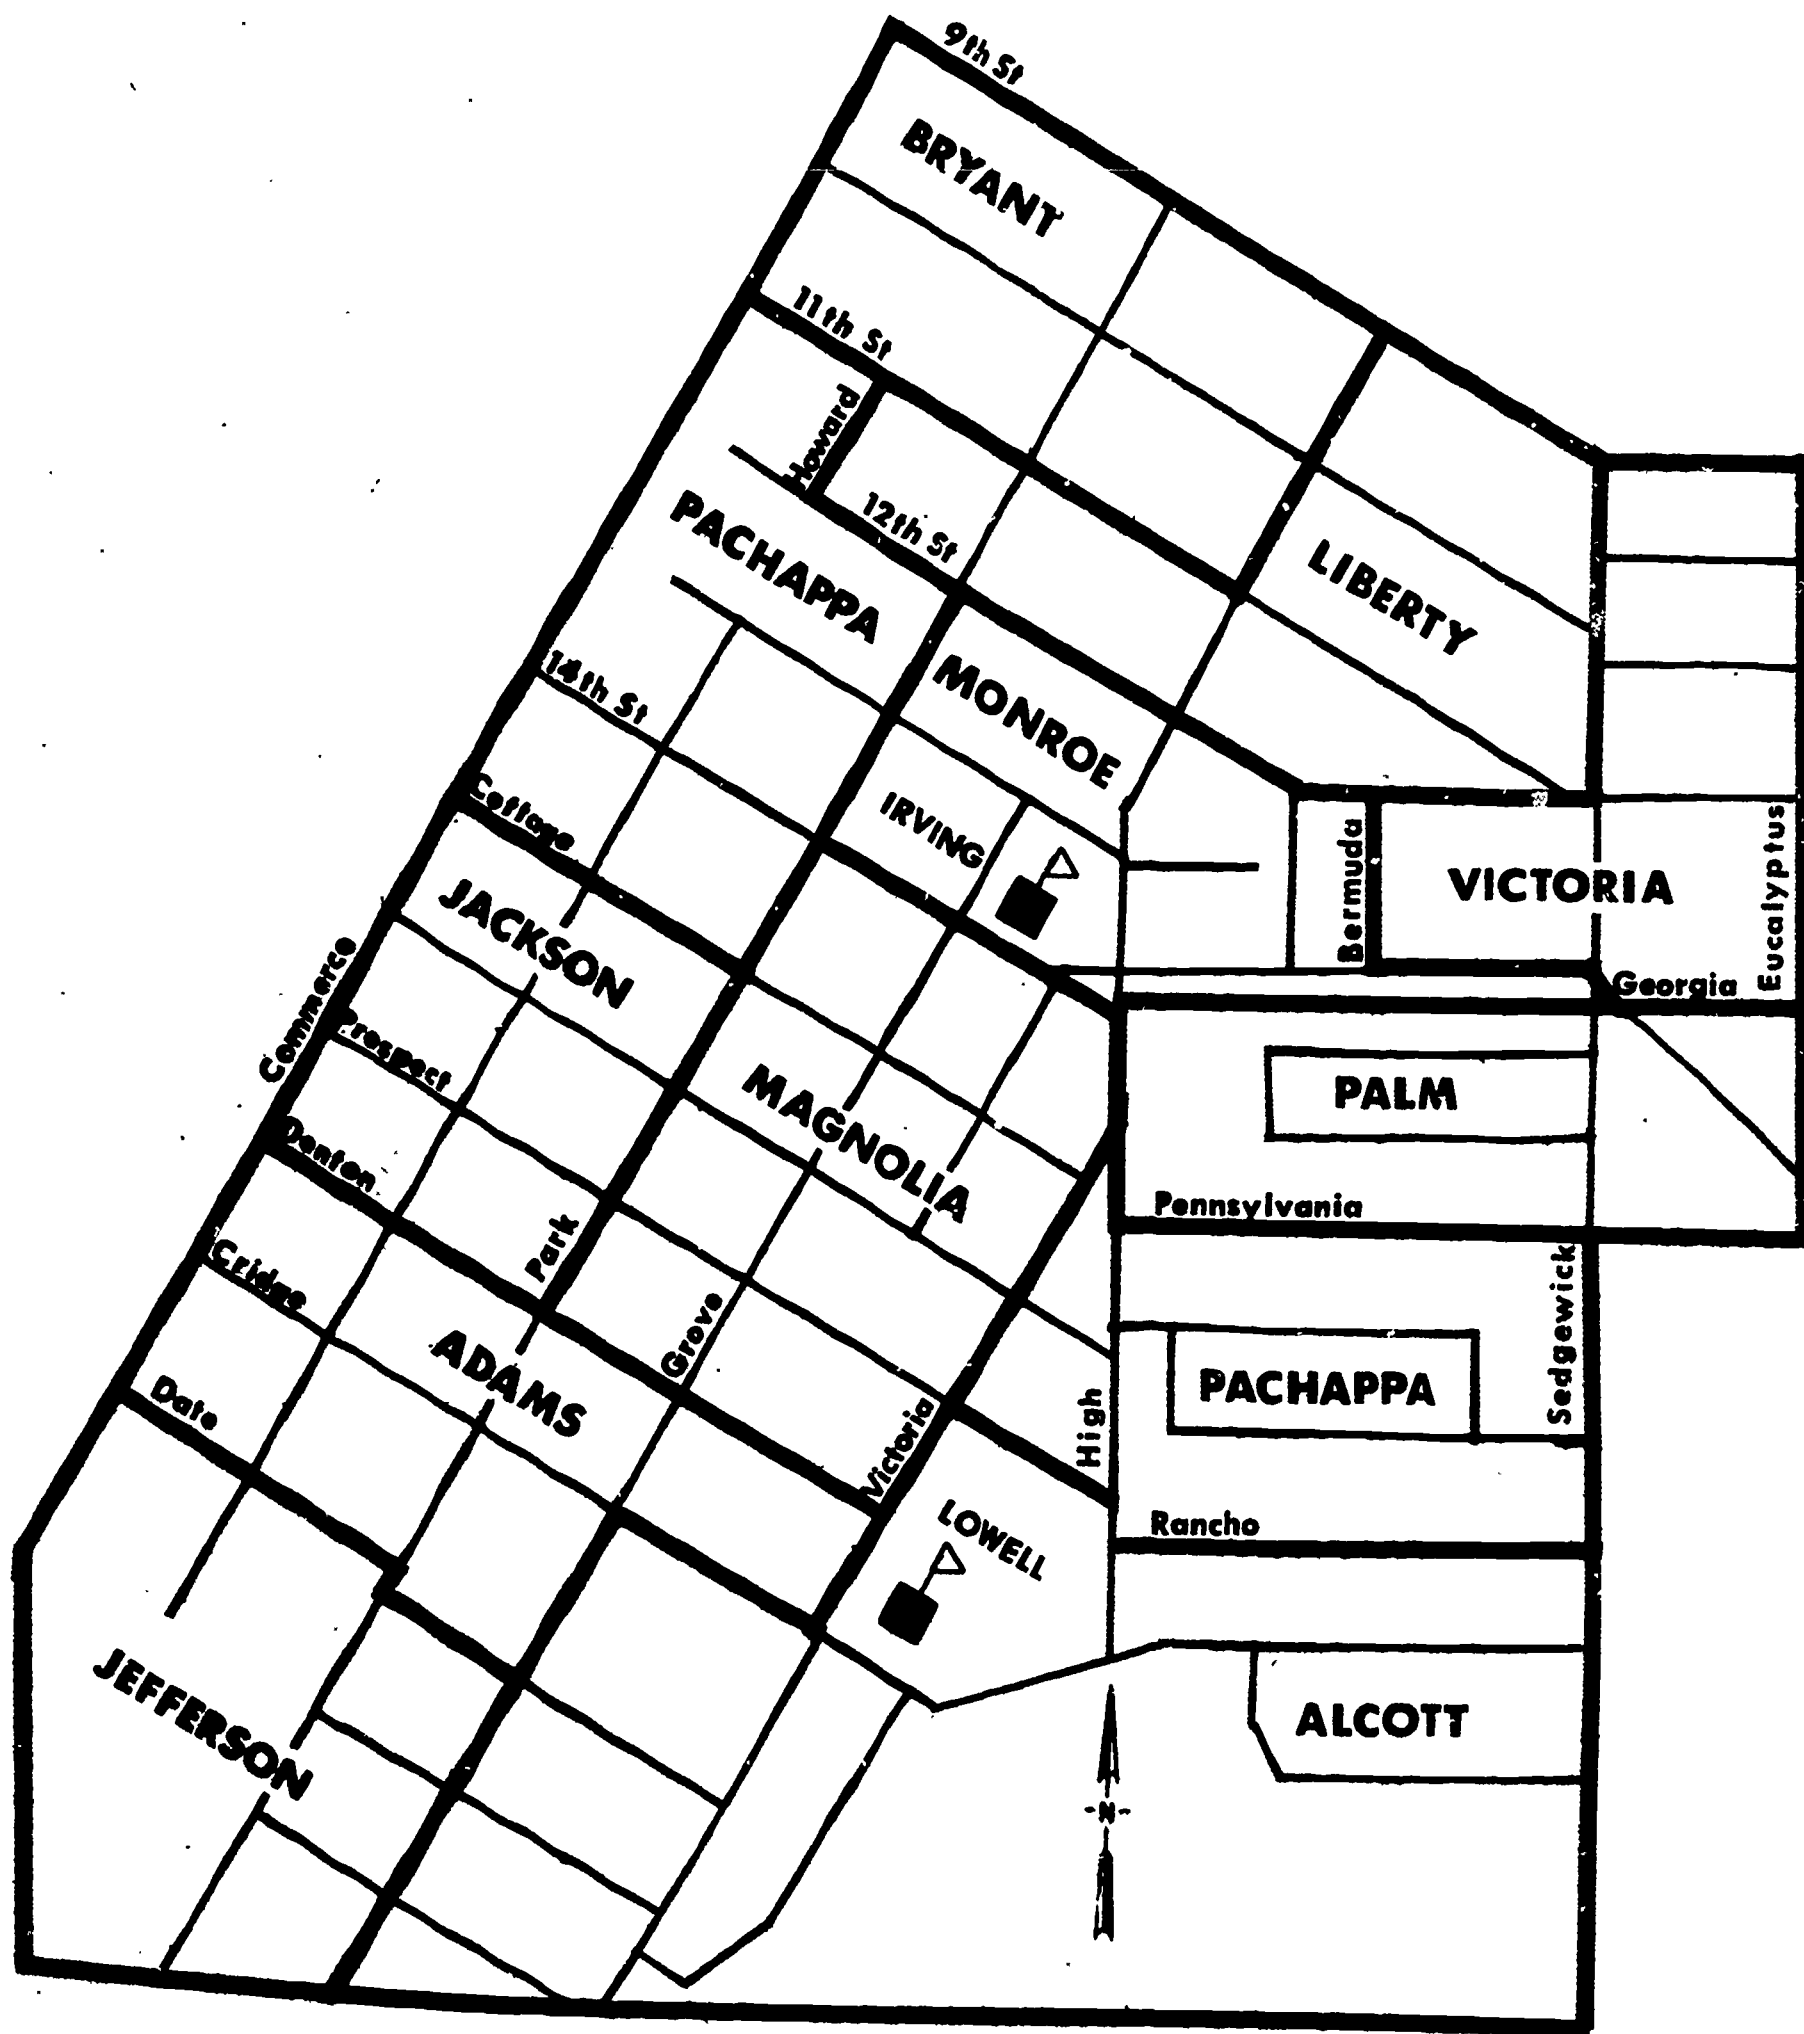 9th St
BRYANT
11th St
Howard
12th St
PACHAPPA
LIBERTY
14th St
MONROE
Cottage
IRVING
Bermuda
VICTORIA
Eucalyptus
JACKSON
Georgia
Commerce
Prospect
MAGNOLIA
PALM
Denton
Pennsylvania
Park
Cridge
Grove
Sedgewick
ADAMS
Date
PACHAPPA
High
Victoria
LOWELL
Rancho
JEFFERSON
ALCOTT
N